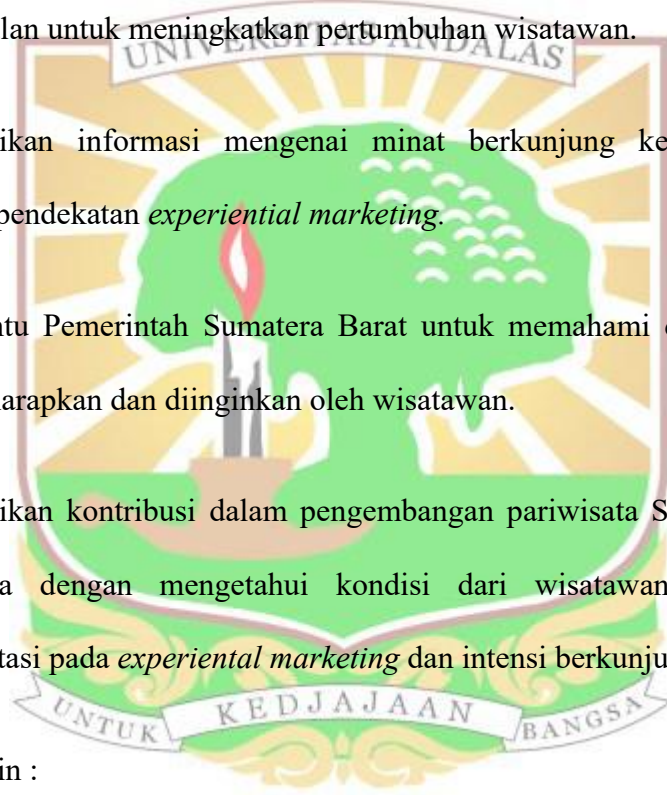 lan untuk meningkatkan pertumbuhan wisatawan.
UNIVERSITAS ANDALAS
ikan informasi mengenai minat berkunjung ke
pendekatan experiential marketing.
ntu Pemerintah Sumatera Barat untuk memahami
harapkan dan diinginkan oleh wisatawan.
ikan kontribusi dalam pengembangan pariwisata S
a dengan mengetahui kondisi dari wisatawan
tasi pada experiental marketing dan intensi berkunju
UNTUK KEDJAJAAN BANGSA
in :